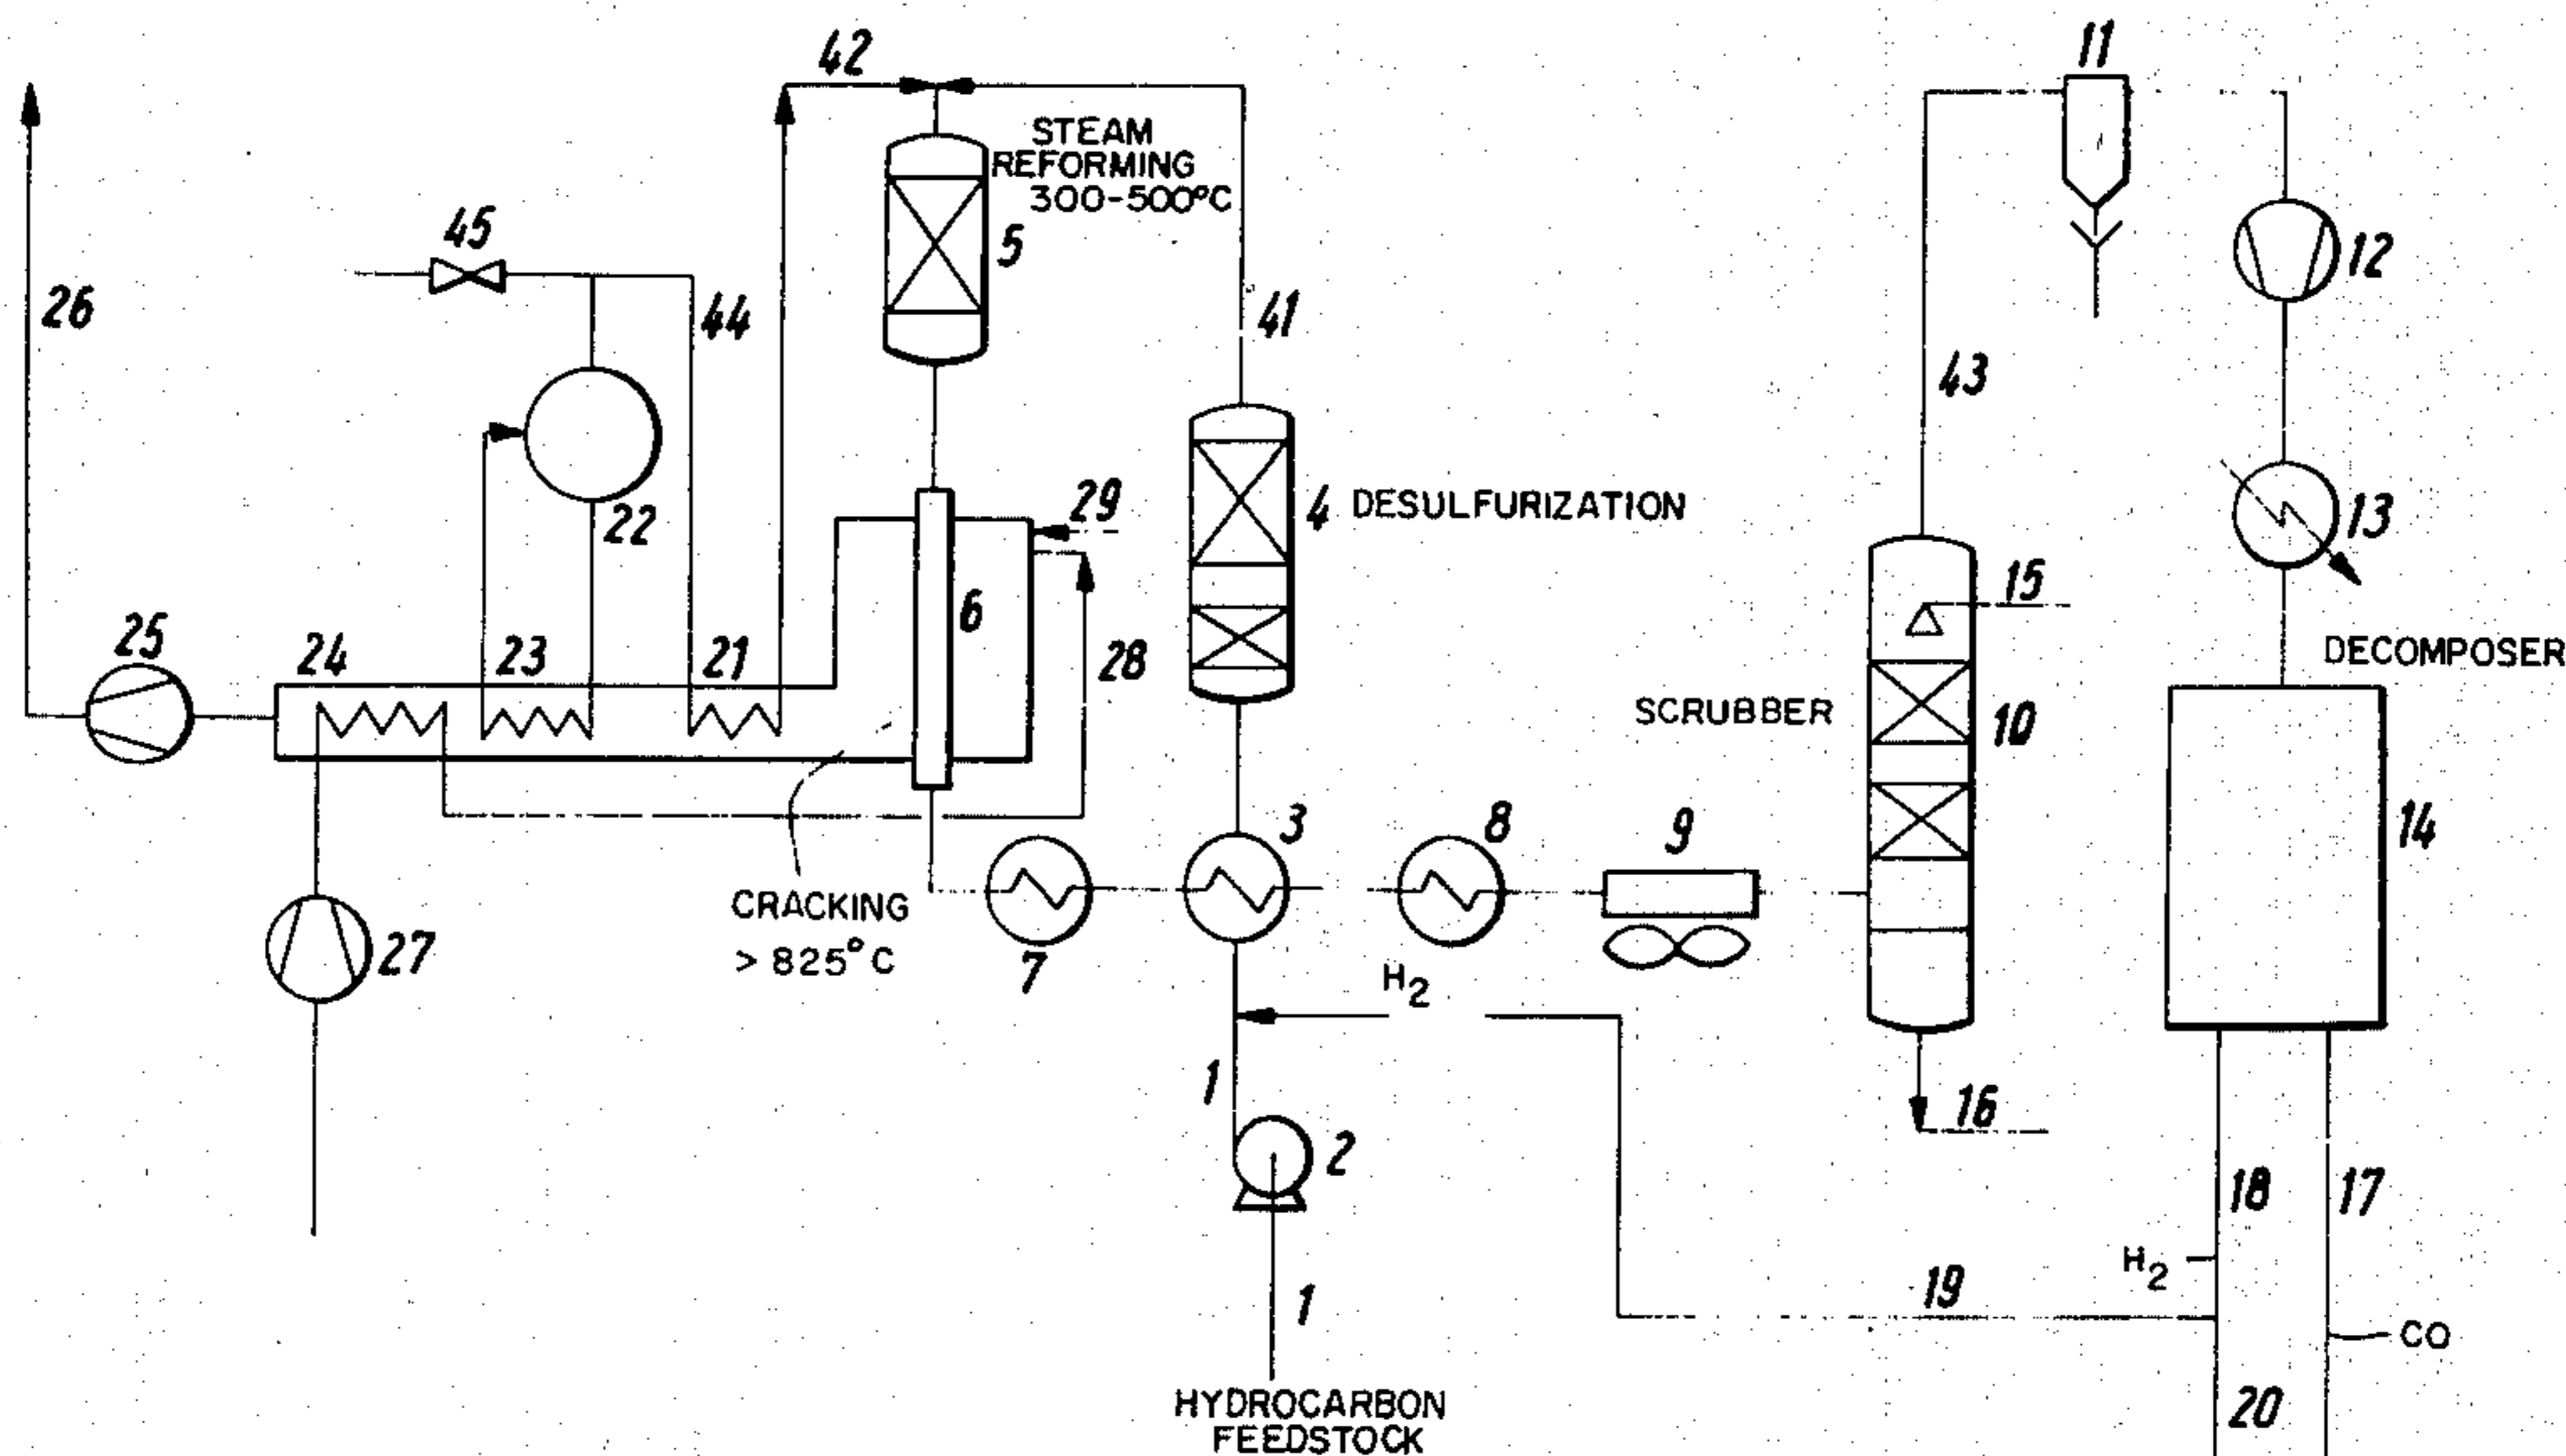 42
11
STEAM
REFORMING
300-500°C
45
5
12
26
44
41
43
29
22
4 DESULFURIZATION
13
15
6
25
24
23
21
28
DECOMPOSER
SCRUBBER
10
3
8
9
14
CRACKING
> 825°C
27
7
H2
1
16
2
18
17
H2
19
1
CO
20
HYDROCARBON
FEEDSTOCK